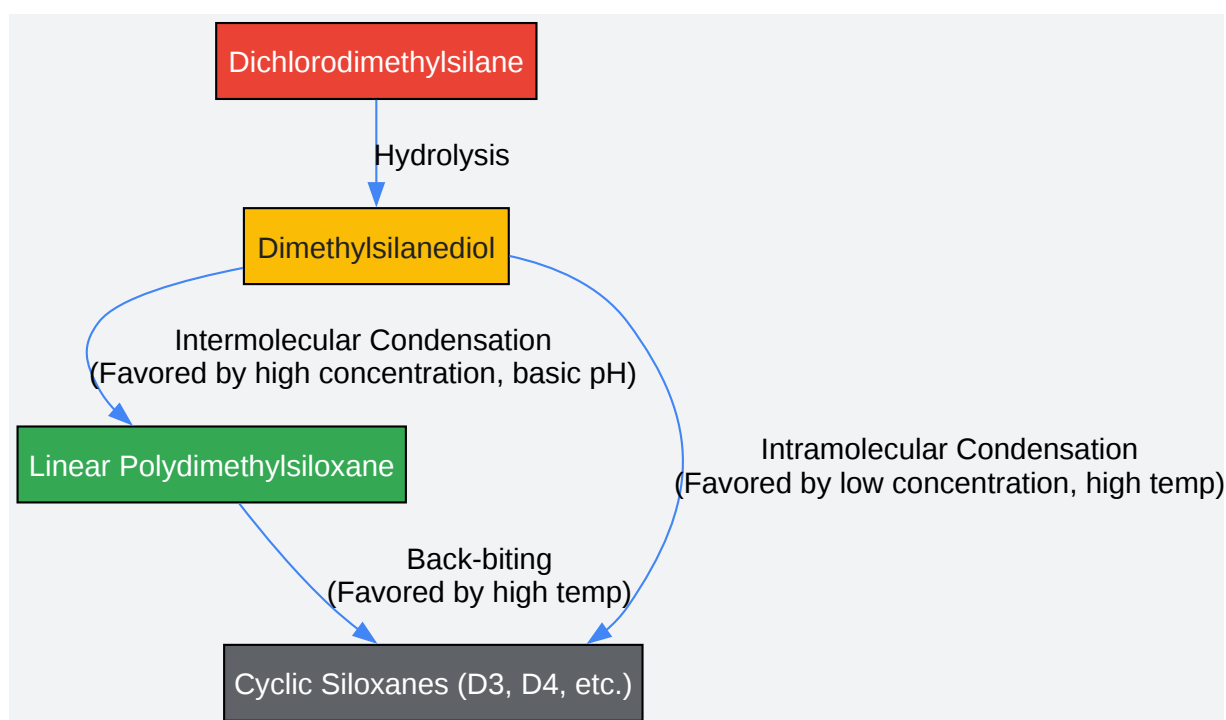 Dichlorodimethylsilane
Hydrolysis
Dimethylsilanediol
Intermolecular Condensation
(Favored by high concentration, basic pH)
Linear Polydimethylsiloxane
Intramolecular Condensation
(Favored by low concentration, high temp)
Back-biting
(Favored by high temp)
Cyclic Siloxanes (D3, D4, etc.)